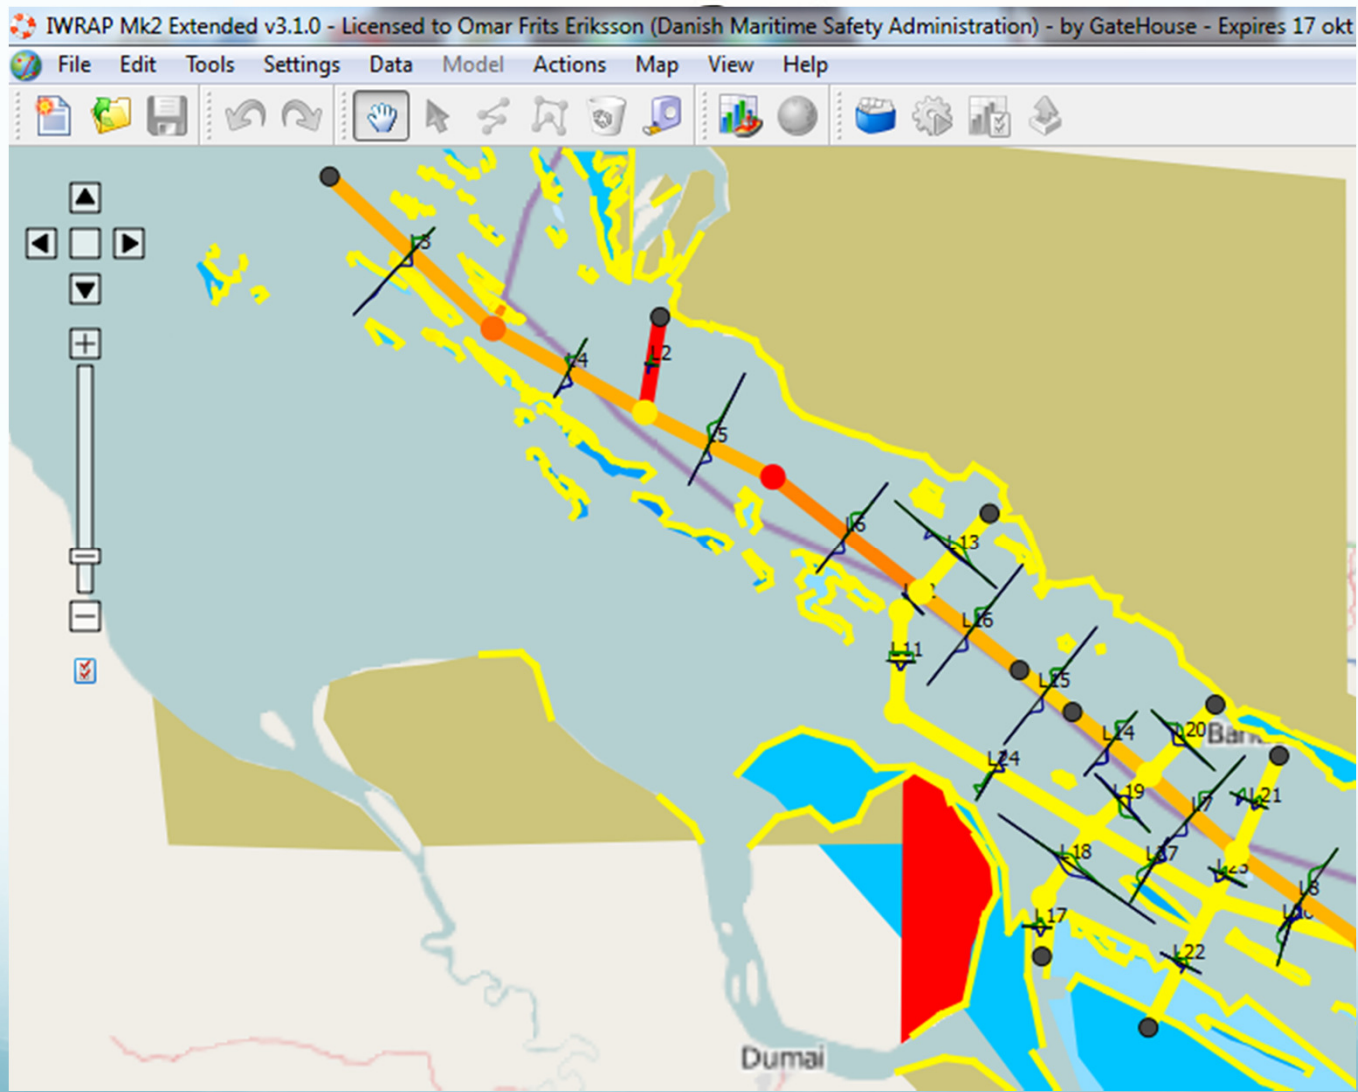 IWRAP Mk2 Extended v3.1.0 - Licensed to Omar Frits Eriksson (Danish Maritime Safety Administration) - by GateHouse - Expires 17 okt
File Edit Tools Settings Data Model Actions Map View Help
L3
L4
L2
L5
L6
L13
L16
L11
L15
L14
L20
L24
L19
L7
L21
L18
L37
L8
L17
L22
Dumai